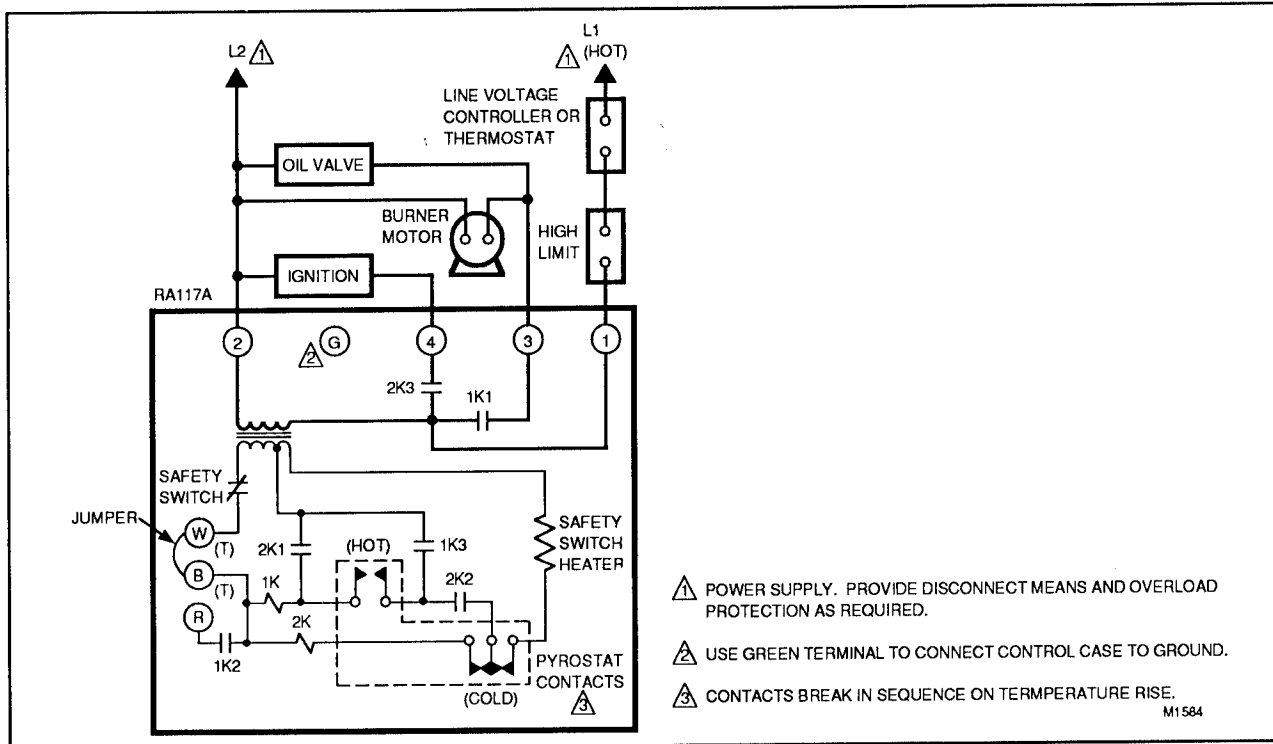 L2 1
L1
1 (HOT)
LINE VOLTAGE
CONTROLLER OR
THERMOSTAT
OIL VALVE
BURNER
MOTOR
HIGH
LIMIT
IGNITION
RA117A
2
2 G
4
3
1
2K3
1K1
SAFETY
SWITCH
JUMPER
W
(T)
B
(T)
R
2K1
(HOT)
1K3
SAFETY
SWITCH
HEATER
1K
2K2
2K
1K2
PYROSTAT
CONTACTS
3
(COLD)
1 POWER SUPPLY. PROVIDE DISCONNECT MEANS AND OVERLOAD
PROTECTION AS REQUIRED.
2 USE GREEN TERMINAL TO CONNECT CONTROL CASE TO GROUND.
3 CONTACTS BREAK IN SEQUENCE ON TERMPERATURE RISE.
M1584